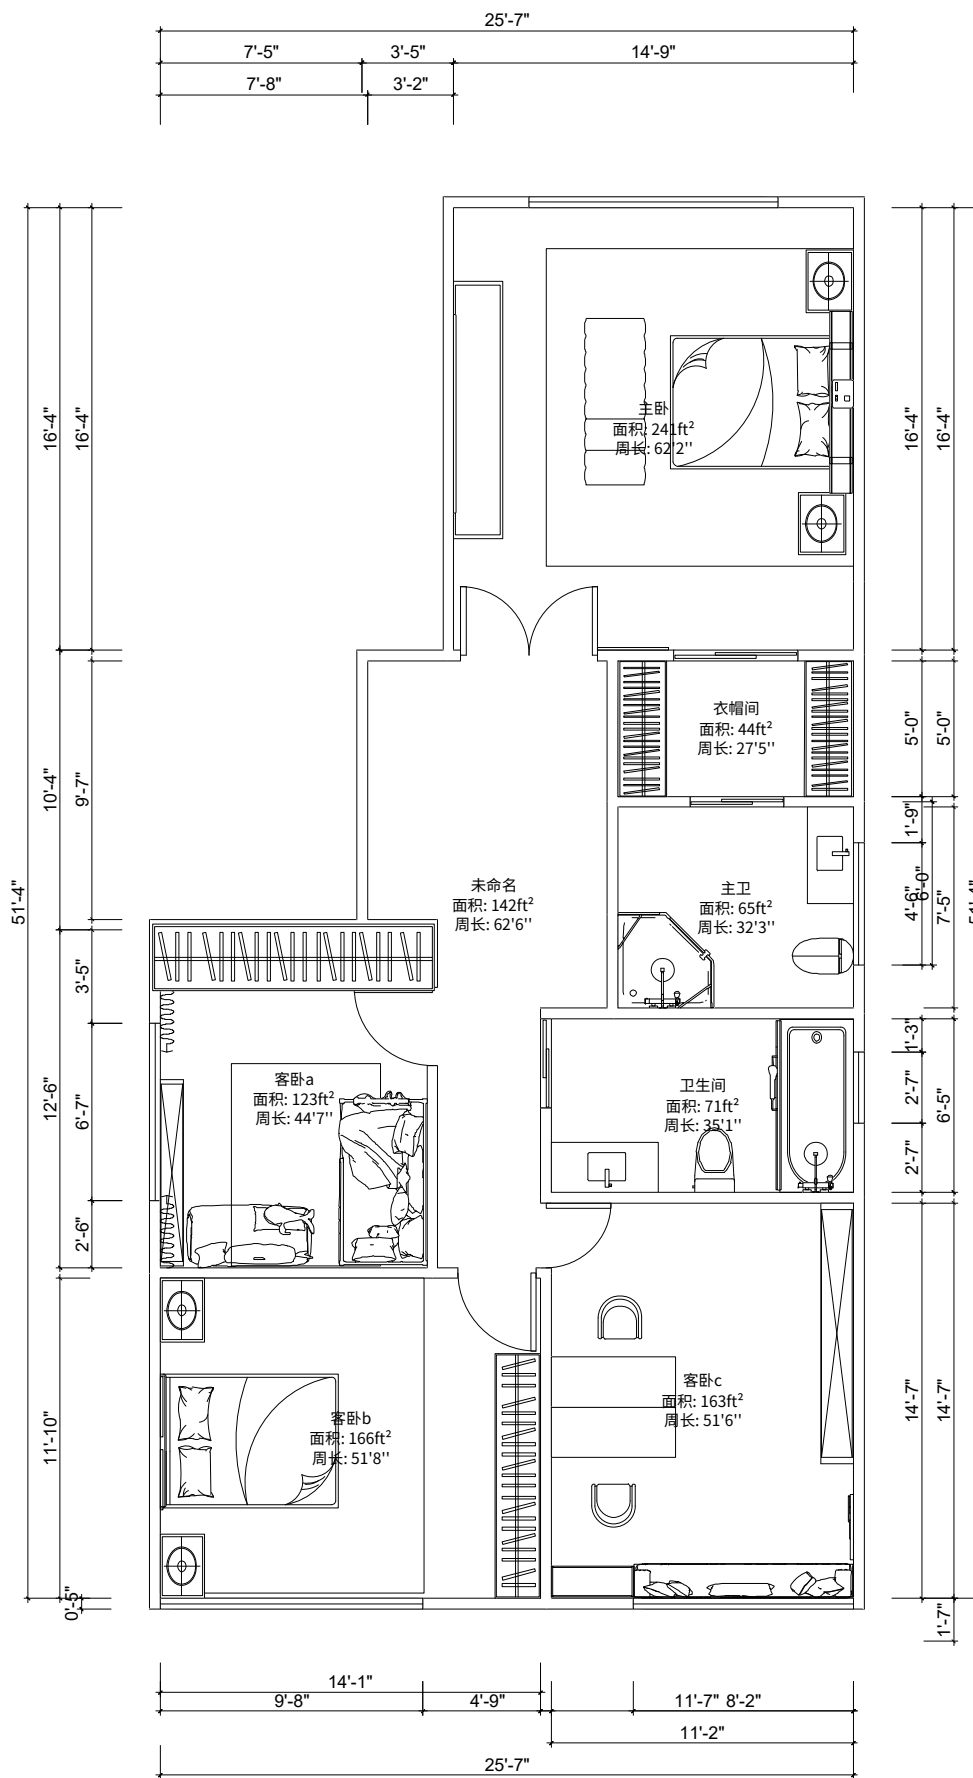 25'-7"
7'-5"
3'-5"
14'-9"
7'-8"
3'-2"
16'-4"
16'-4"
16'-4"
16'-4"
主卧
面积: 241ft²
周长: 62'2''
衣帽间
面积: 44ft²
周长: 27'5''
5'-0"
5'-0"
10'-4"
9'-7"
51'-4"
1'-9"
4'-6"
6'-0"
7'-5"
51'-4"
未命名
面积: 142ft²
周长: 62'6''
主卫
面积: 65ft²
周长: 32'3''
3'-5"
12'-6"
6'-7"
2'-6"
客卧a
面积: 123ft²
周长: 44'7''
卫生间
面积: 71ft²
周长: 35'1''
1'-3"
2'-7"
2'-7"
6'-5"
客卧b
面积: 166ft²
周长: 51'8''
客卧c
面积: 163ft²
周长: 51'6''
11'-10"
14'-7"
14'-7"
0'-5"
1'-7"
14'-1"
9'-8"
4'-9"
11'-7"
8'-2"
11'-2"
25'-7"